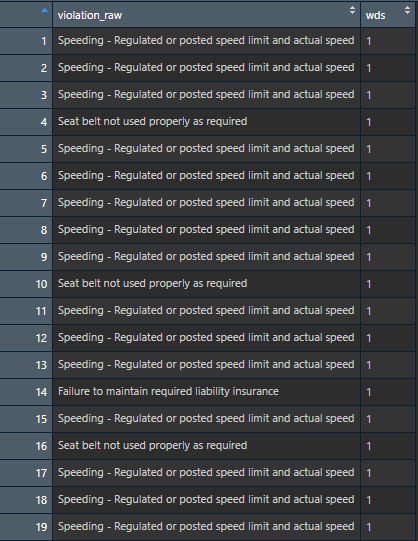 violation_raw wds
1 Speeding - Regulated or posted speed limit and actual speed 1
2 Speeding - Regulated or posted speed limit and actual speed 1
3 Speeding - Regulated or posted speed limit and actual speed 1
4 Seat belt not used properly as required 1
5 Speeding - Regulated or posted speed limit and actual speed 1
6 Speeding - Regulated or posted speed limit and actual speed 1
7 Speeding - Regulated or posted speed limit and actual speed 1
8 Speeding - Regulated or posted speed limit and actual speed 1
9 Speeding - Regulated or posted speed limit and actual speed 1
10 Seat belt not used properly as required 1
11 Speeding - Regulated or posted speed limit and actual speed 1
12 Speeding - Regulated or posted speed limit and actual speed 1
13 Speeding - Regulated or posted speed limit and actual speed 1
14 Failure to maintain required liability insurance 1
15 Speeding - Regulated or posted speed limit and actual speed 1
16 Seat belt not used properly as required 1
17 Speeding - Regulated or posted speed limit and actual speed 1
18 Speeding - Regulated or posted speed limit and actual speed 1
19 Speeding - Regulated or posted speed limit and actual speed 1